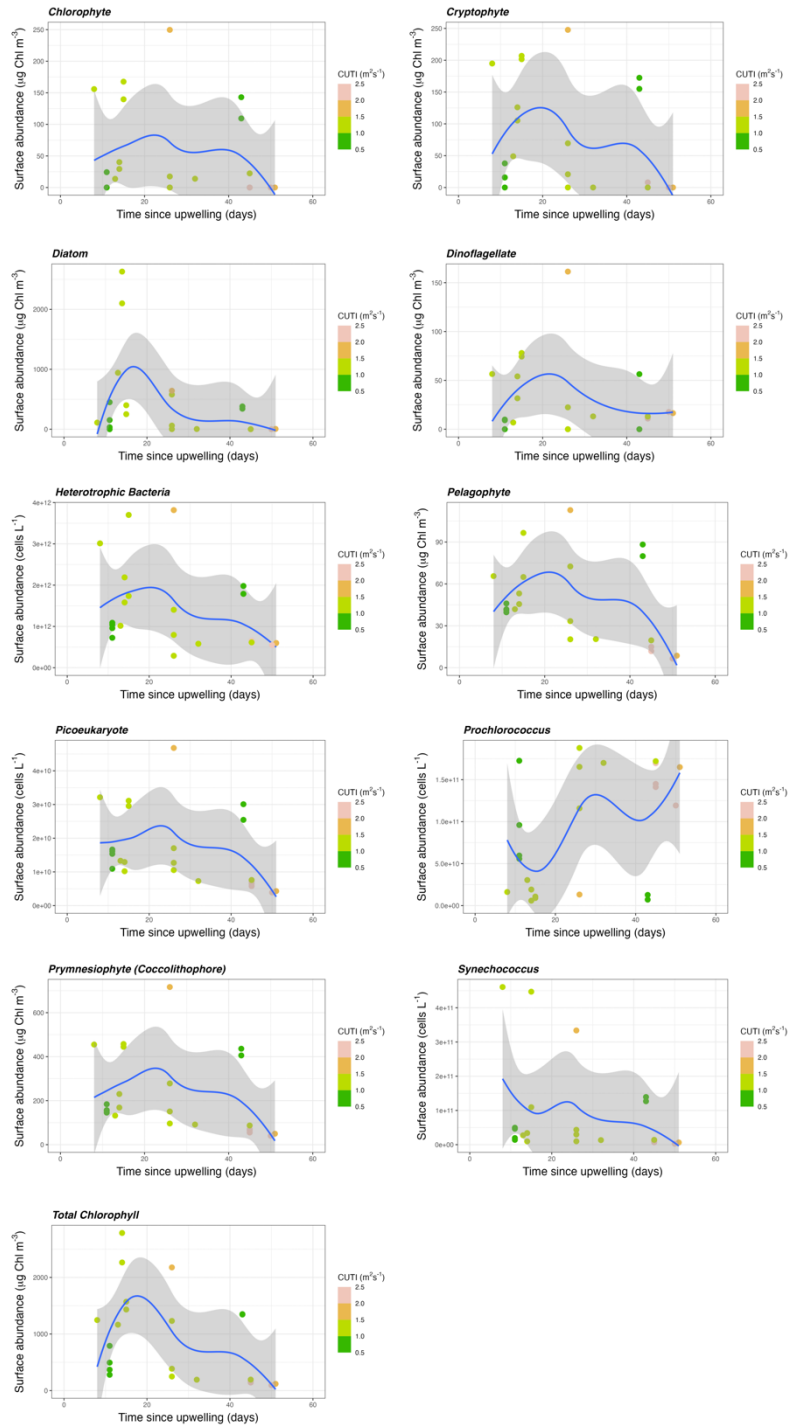 Chlorophyte
Surface abundance (μg Chl m⁻³)
250
200
150
100
50
0
0
20
40
60
Time since upwelling (days)
CUTI (m²s⁻¹)
2.5
2.0
1.5
1.0
0.5
Cryptophyte
Surface abundance (μg Chl m⁻³)
250
200
150
100
50
0
0
20
40
60
Time since upwelling (days)
CUTI (m²s⁻¹)
2.5
2.0
1.5
1.0
0.5
Diatom
Surface abundance (μg Chl m⁻³)
2000
1000
0
0
20
40
60
Time since upwelling (days)
CUTI (m²s⁻¹)
2.5
2.0
1.5
1.0
0.5
Dinoflagellate
Surface abundance (μg Chl m⁻³)
150
100
50
0
0
20
40
60
Time since upwelling (days)
CUTI (m²s⁻¹)
2.5
2.0
1.5
1.0
0.5
Heterotrophic Bacteria
Surface abundance (cells L⁻¹)
4e+12
3e+12
2e+12
1e+12
0e+00
0
20
40
60
Time since upwelling (days)
CUTI (m²s⁻¹)
2.5
2.0
1.5
1.0
0.5
Pelagophyte
Surface abundance (μg Chl m⁻³)
90
60
30
0
0
20
40
60
Time since upwelling (days)
CUTI (m²s⁻¹)
2.5
2.0
1.5
1.0
0.5
Picoeukaryote
Surface abundance (cells L⁻¹)
4e+10
3e+10
2e+10
1e+10
0e+00
0
20
40
60
Time since upwelling (days)
CUTI (m²s⁻¹)
2.5
2.0
1.5
1.0
0.5
Prochlorococcus
Surface abundance (cells L⁻¹)
1.5e+11
1.0e+11
5.0e+10
0.0e+00
0
20
40
60
Time since upwelling (days)
CUTI (m²s⁻¹)
2.5
2.0
1.5
1.0
0.5
Prymnesiophyte (Coccolithophore)
Surface abundance (μg Chl m⁻³)
600
400
200
0
0
20
40
60
Time since upwelling (days)
CUTI (m²s⁻¹)
2.5
2.0
1.5
1.0
0.5
Synechococcus
Surface abundance (cells L⁻¹)
4e+11
3e+11
2e+11
1e+11
0e+00
0
20
40
60
Time since upwelling (days)
CUTI (m²s⁻¹)
2.5
2.0
1.5
1.0
0.5
Total Chlorophyll
Surface abundance (μg Chl m⁻³)
2000
1000
0
0
20
40
60
Time since upwelling (days)
CUTI (m²s⁻¹)
2.5
2.0
1.5
1.0
0.5